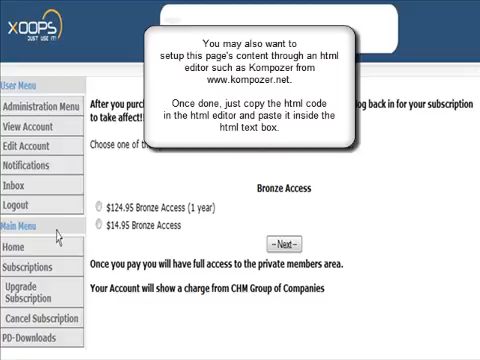 XOOPS
JUST USE IT!
You may also want to
setup this page's content through an html
editor such as Kompozer from
www.kompozer.net.
Once done, just copy the html code
in the html editor and paste it inside the
html text box.
User Menu
Administration Menu
View Account
Edit Account
Notifications
Inbox
Logout
Main Menu
Home
Subscriptions
Upgrade
Subscription
Cancel Subscription
PD-Downloads
After you purc
log back in for your subscription
to take affect!!
Choose one of th
Bronze Access
$124.95 Bronze Access (1 year)
$14.95 Bronze Access
~Next~
Once you pay you will have full access to the private members area.
Your Account will show a charge from CHM Group of Companies